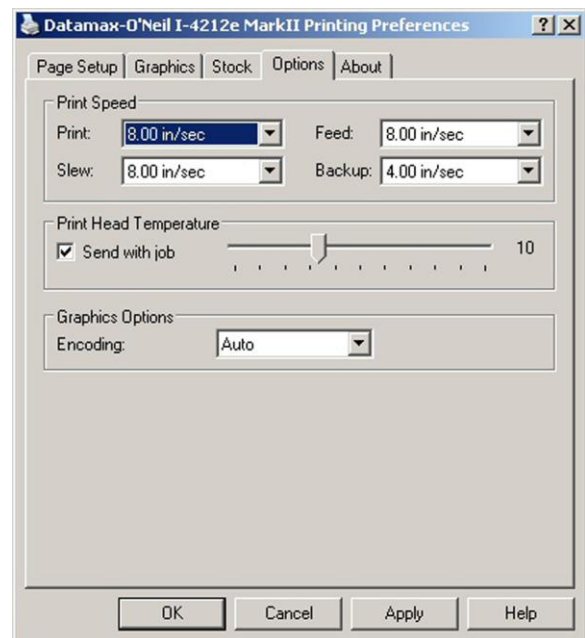 Datamax-O'Neil I-4212e MarkII Printing Preferences
Page Setup Graphics Stock Options About
Print Speed
Print: 8.00 in/sec Feed: 8.00 in/sec
Slew: 8.00 in/sec Backup: 4.00 in/sec
Print Head Temperature
Send with job 10
Graphics Options
Encoding: Auto
OK Cancel Apply Help